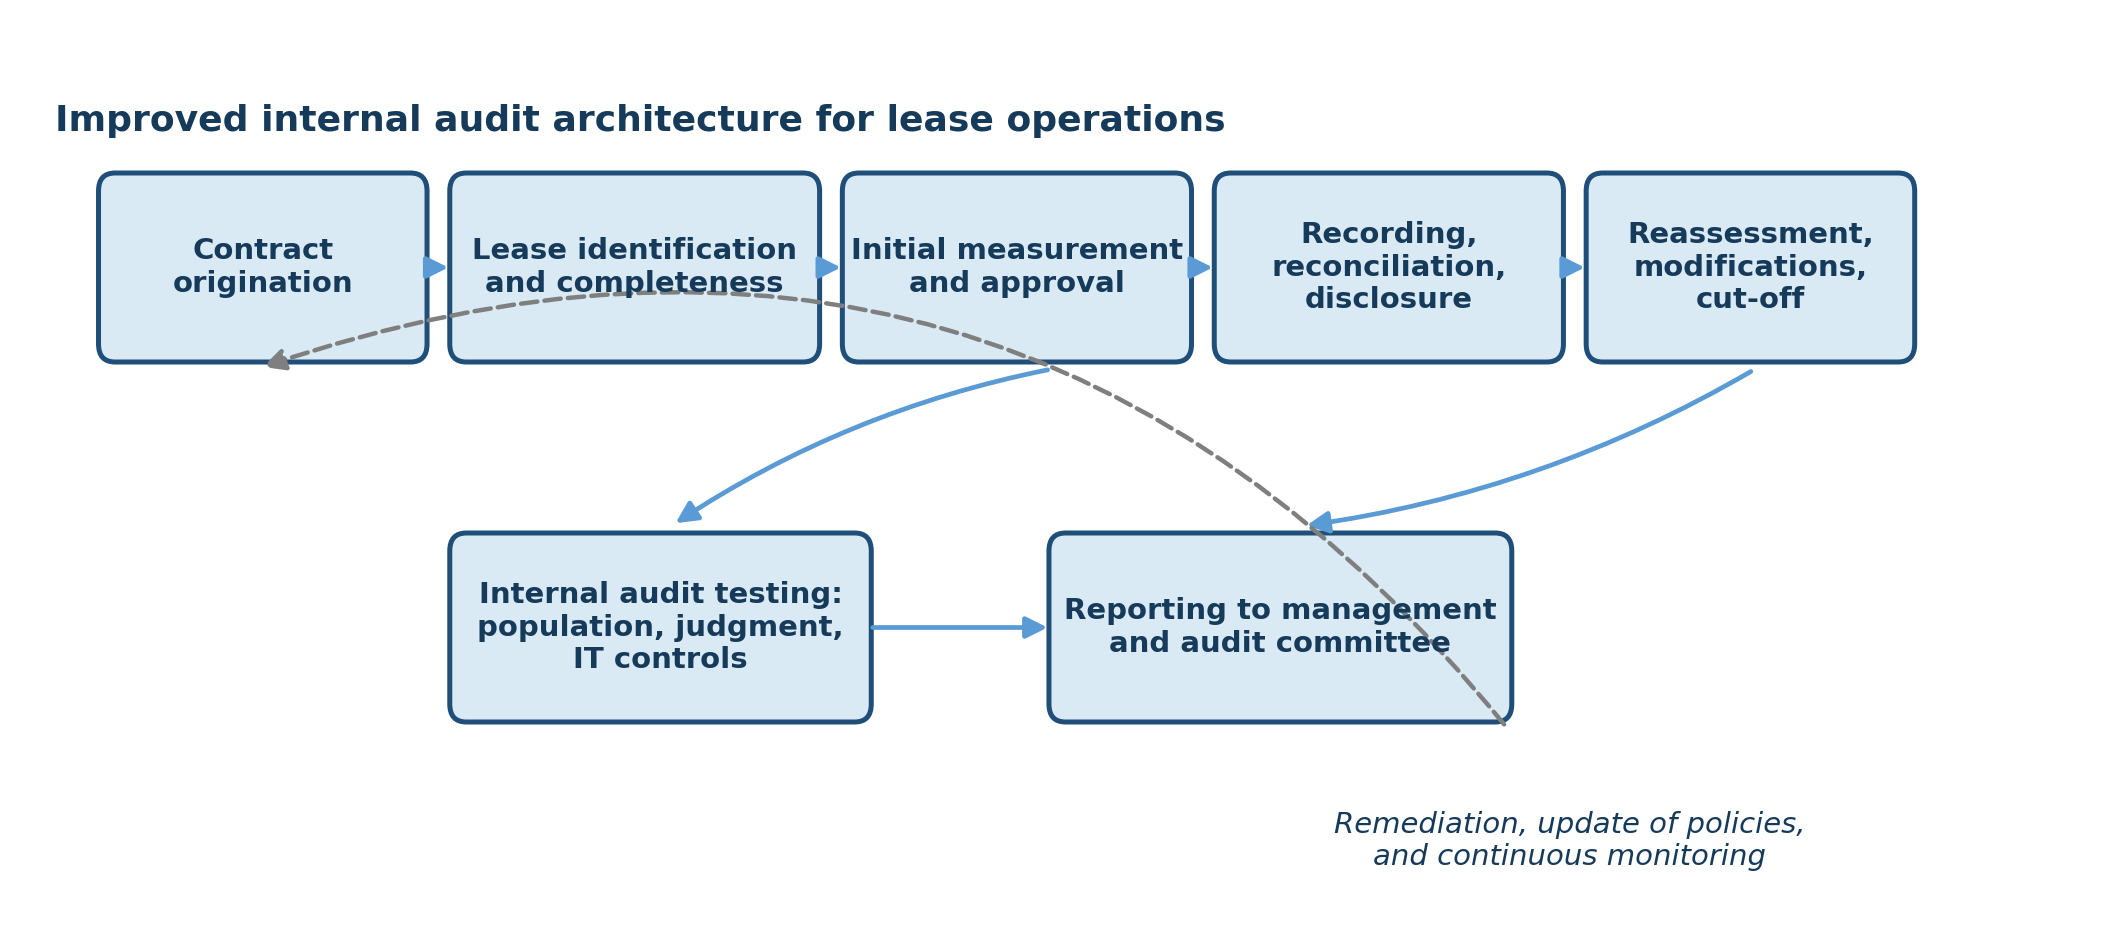 Improved internal audit architecture for lease operations
Contract
origination
Lease identification
and completeness
Initial measurement
and approval
Recording,
reconciliation,
disclosure
Reassessment,
modifications,
cut-off
Internal audit testing:
population, judgment,
IT controls
Reporting to management
and audit committee
Remediation, update of policies,
and continuous monitoring